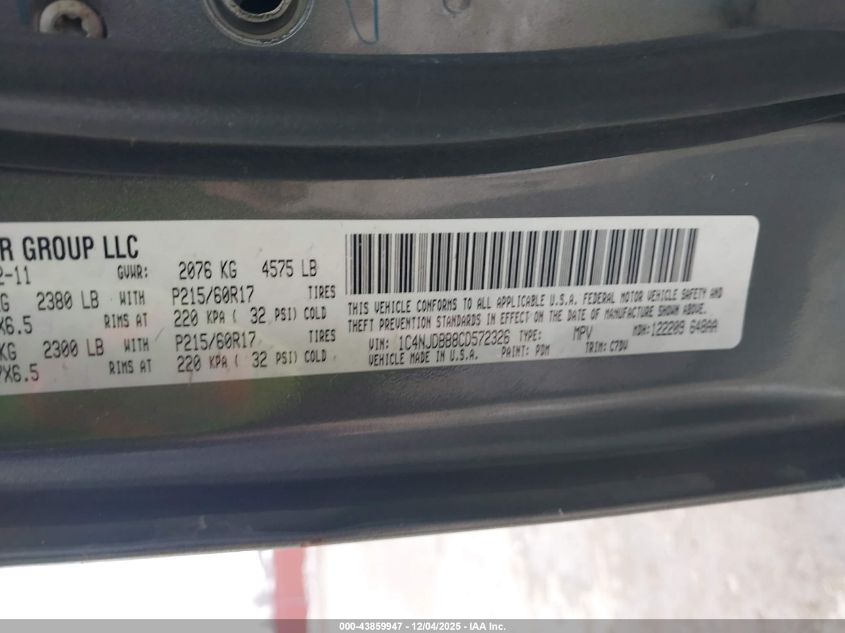 R GROUP LLC
2-11 GVWR: 2076 KG 4575 LB
KG 2380 LB WITH P215/60R17 TIRES
X6.5 RIMS AT 220 KPA ( 32 PSI) COLD
KG 2300 LB WITH P215/60R17 TIRES
X6.5 RIMS AT 220 KPA ( 32 PSI) COLD
THIS VEHICLE CONFORMS TO ALL APPLICABLE U.S.A. FEDERAL MOTOR VEHICLE SAFETY AND
THEFT PREVENTION STANDARDS IN EFFECT ON THE DATE OF MANUFACTURE SHOWN ABOVE.
VIN: 1C4NJDBB8CD572326 TYPE: MPV MDH: 122209 648AA
MADE IN U.S.A. PAINT: PDM TRIM: C7DV
000-43859947 - 12/04/2025 - IAA Inc.